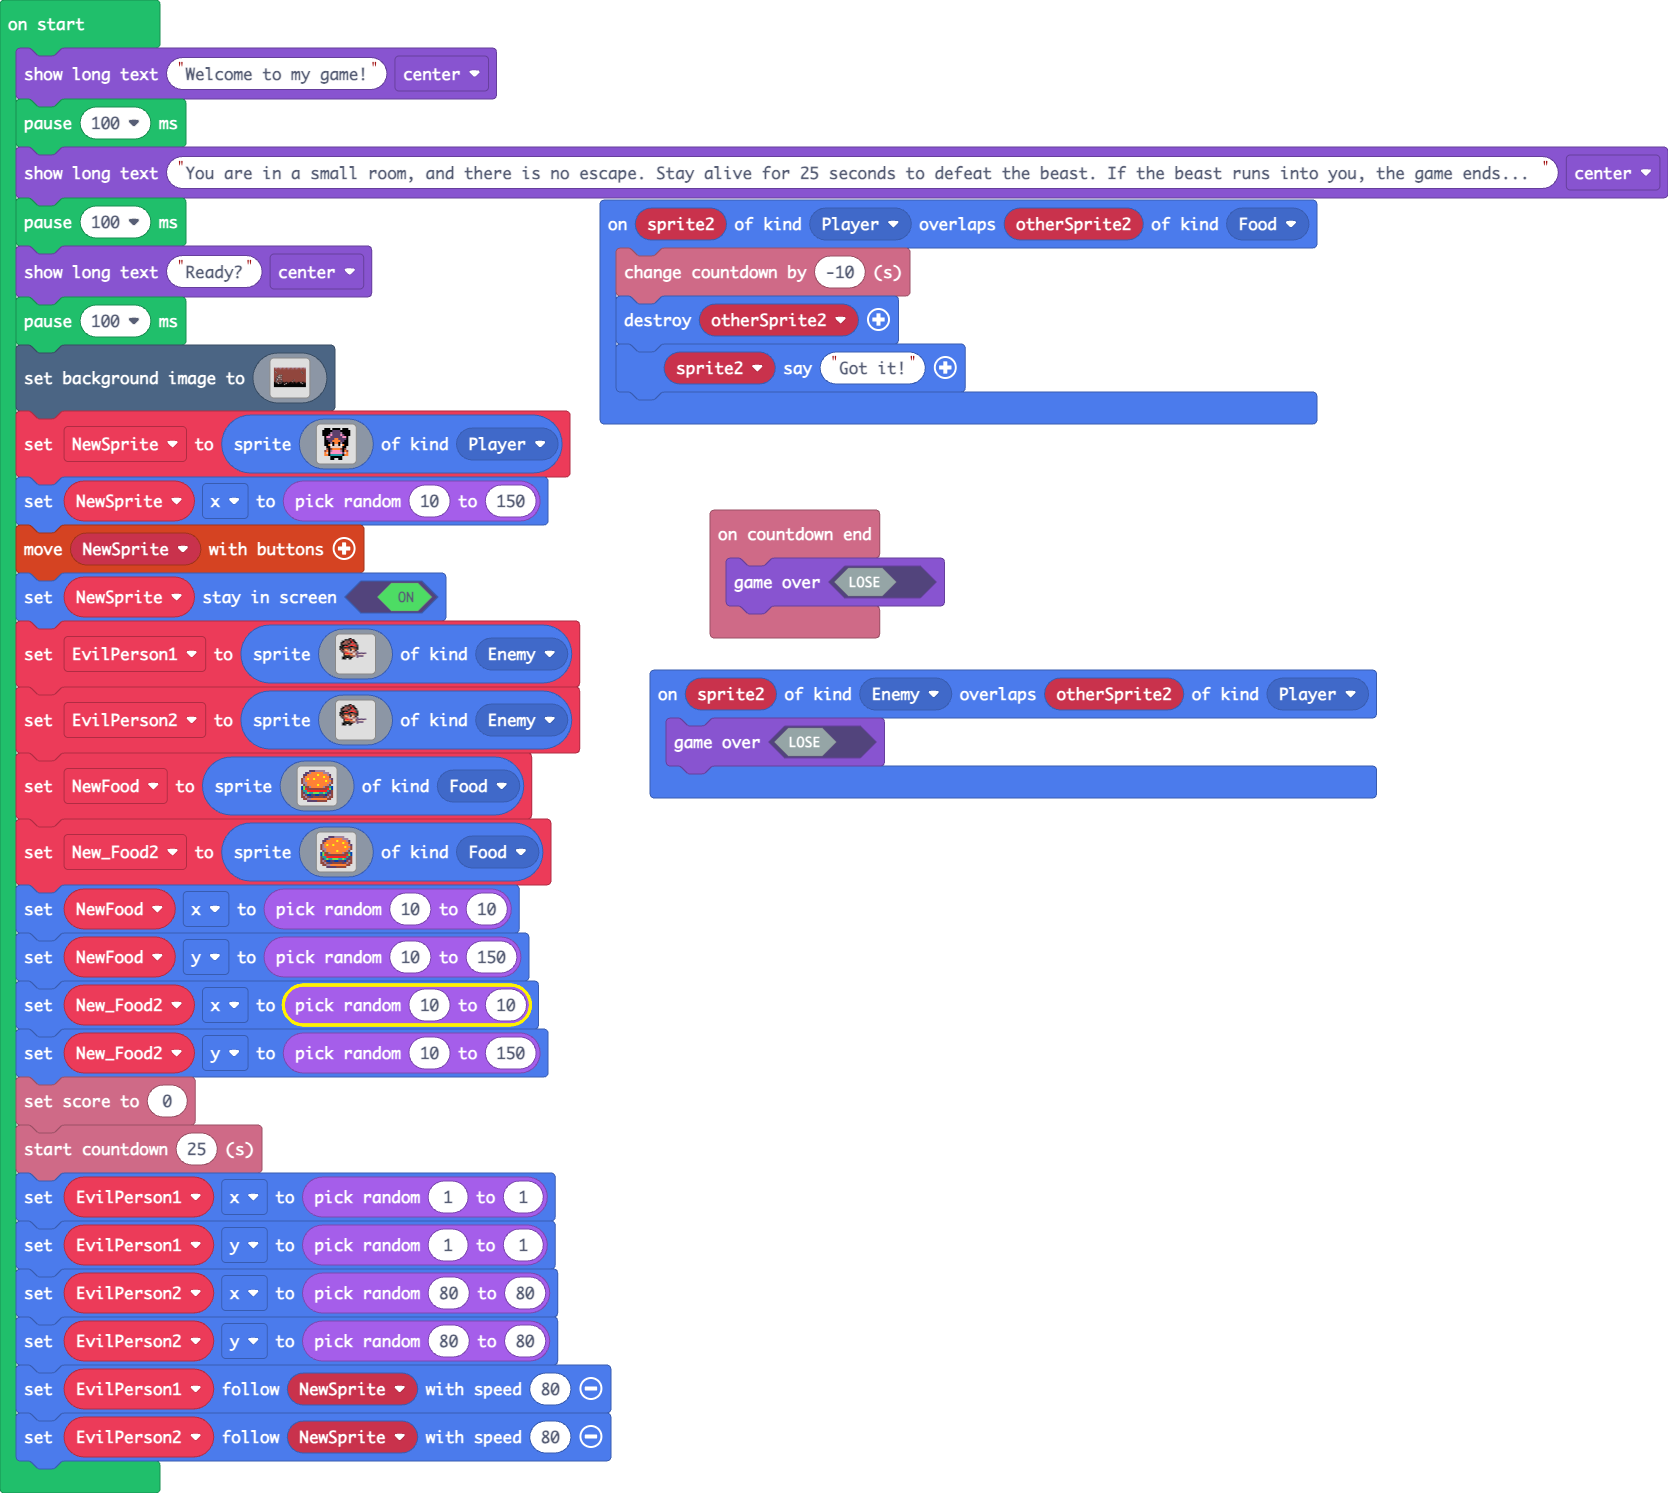 on start
show long text "Welcome to my game!" center
pause 100 ms
show long text "You are in a small room, and there is no escape. Stay alive for 25 seconds to defeat the beast. If the beast runs into you, the game ends... " center
pause 100 ms
show long text "Ready?" center
pause 100 ms
set background image to
set NewSprite to sprite of kind Player
set NewSprite x to pick random 10 to 150
move NewSprite with buttons
set NewSprite stay in screen ON
set EvilPerson1 to sprite of kind Enemy
set EvilPerson2 to sprite of kind Enemy
set NewFood to sprite of kind Food
set New_Food2 to sprite of kind Food
set NewFood x to pick random 10 to 10
set NewFood y to pick random 10 to 150
set New_Food2 x to pick random 10 to 10
set New_Food2 y to pick random 10 to 150
set score to 0
start countdown 25 (s)
set EvilPerson1 x to pick random 1 to 1
set EvilPerson1 y to pick random 1 to 1
set EvilPerson2 x to pick random 80 to 80
set EvilPerson2 y to pick random 80 to 80
set EvilPerson1 follow NewSprite with speed 80
set EvilPerson2 follow NewSprite with speed 80
on sprite2 of kind Player overlaps otherSprite2 of kind Food
change countdown by -10 (s)
destroy otherSprite2
sprite2 say "Got it!"
on countdown end
game over LOSE
on sprite2 of kind Enemy overlaps otherSprite2 of kind Player
game over LOSE